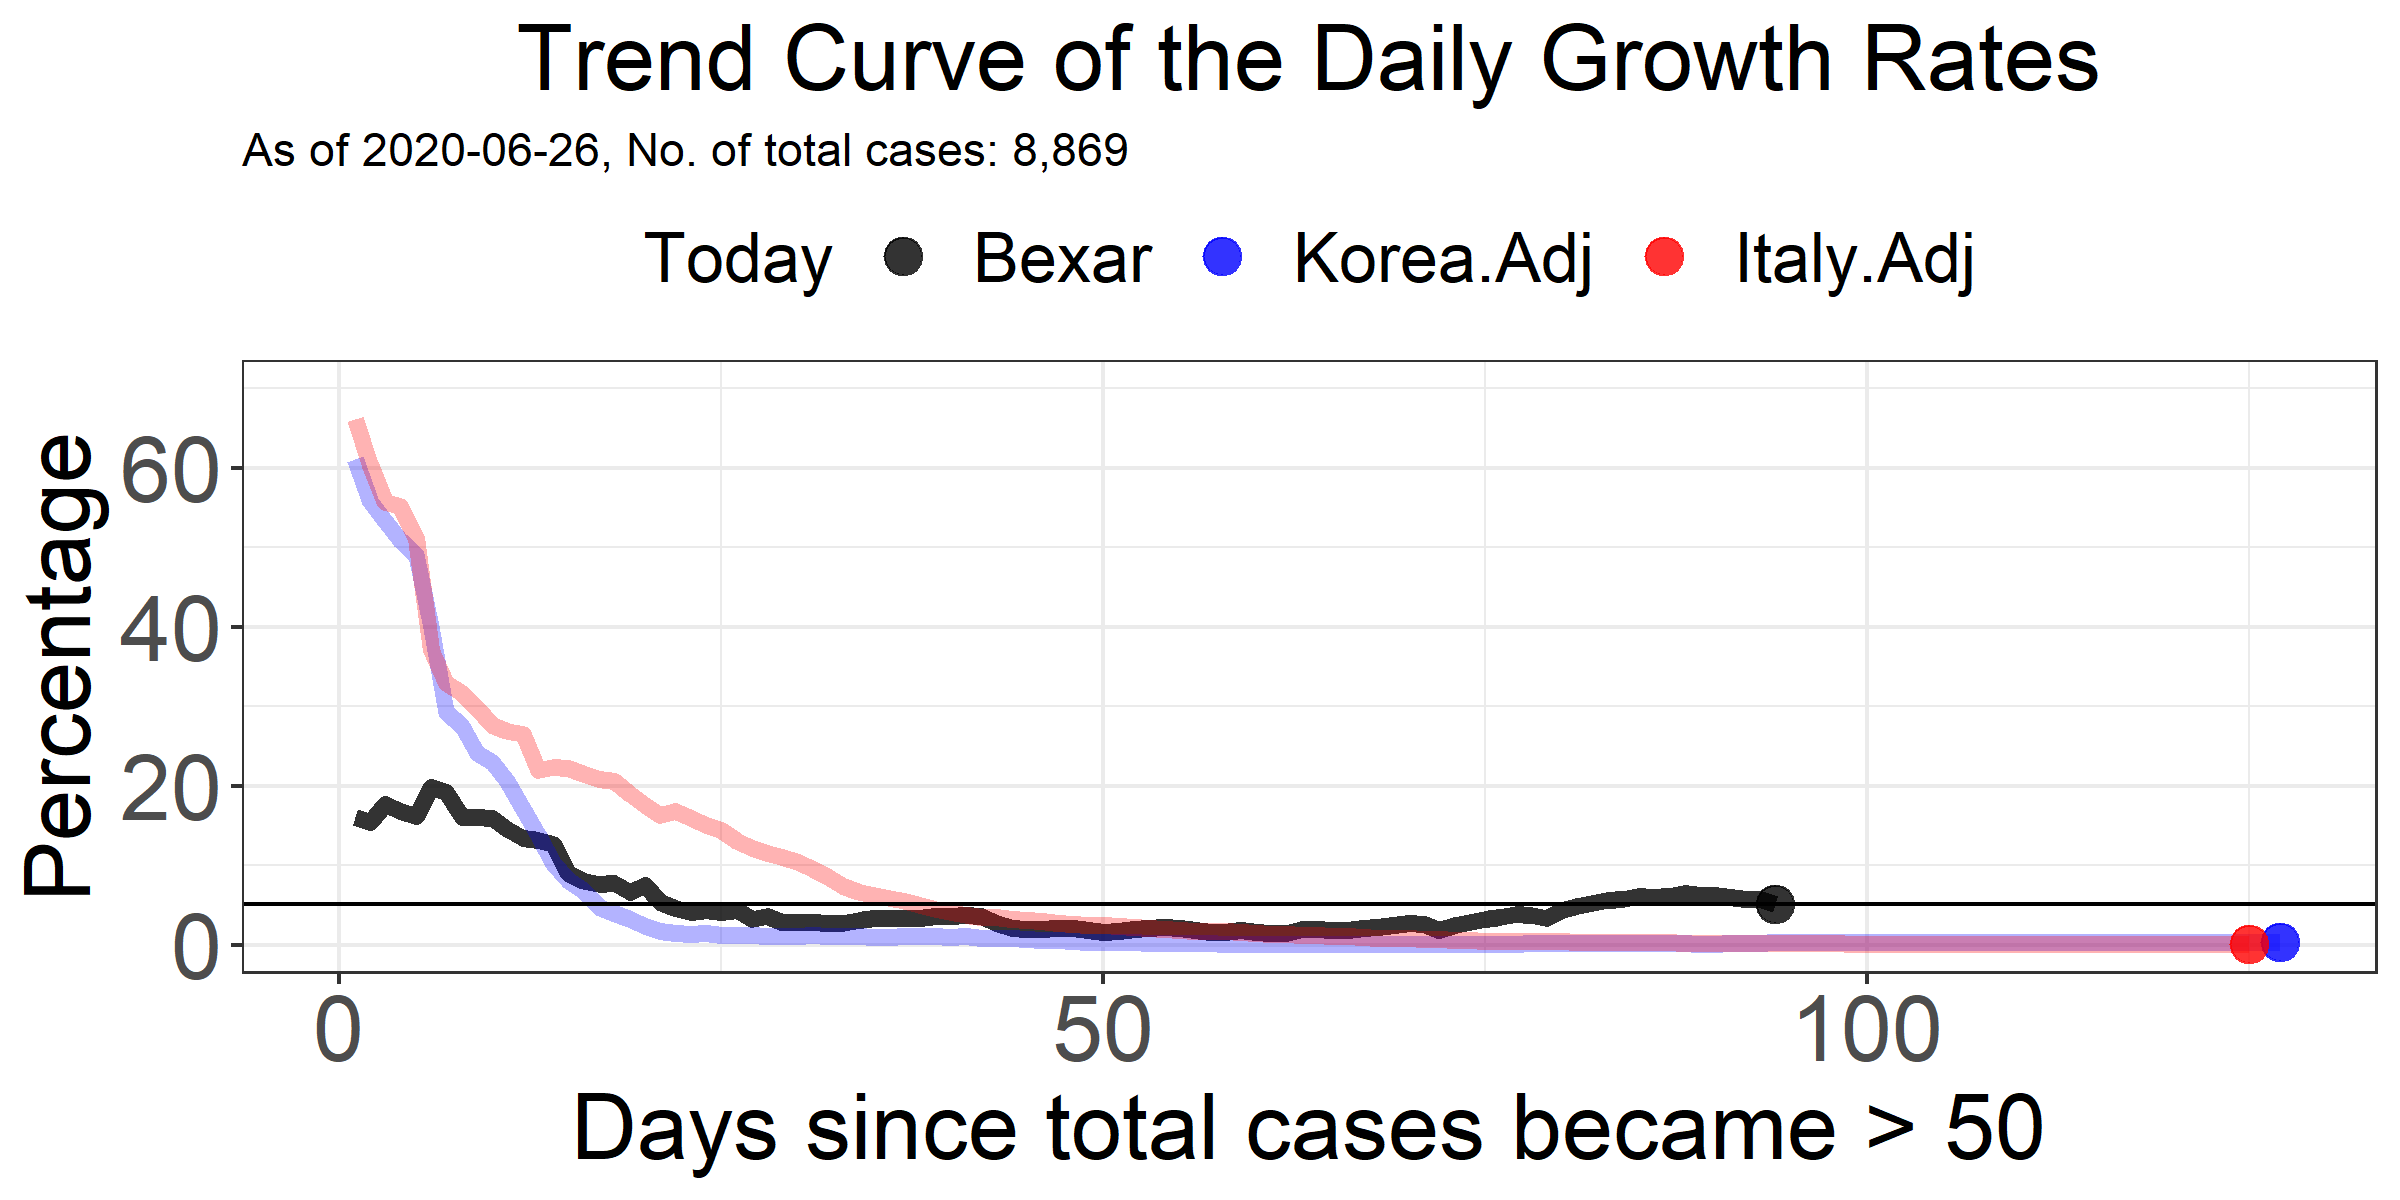 Trend Curve of the Daily Growth Rates
As of 2020-06-26, No. of total cases: 8,869
Today Bexar Korea.Adj Italy.Adj
Percentage
60
40
20
0
0 50 100
Days since total cases became > 50